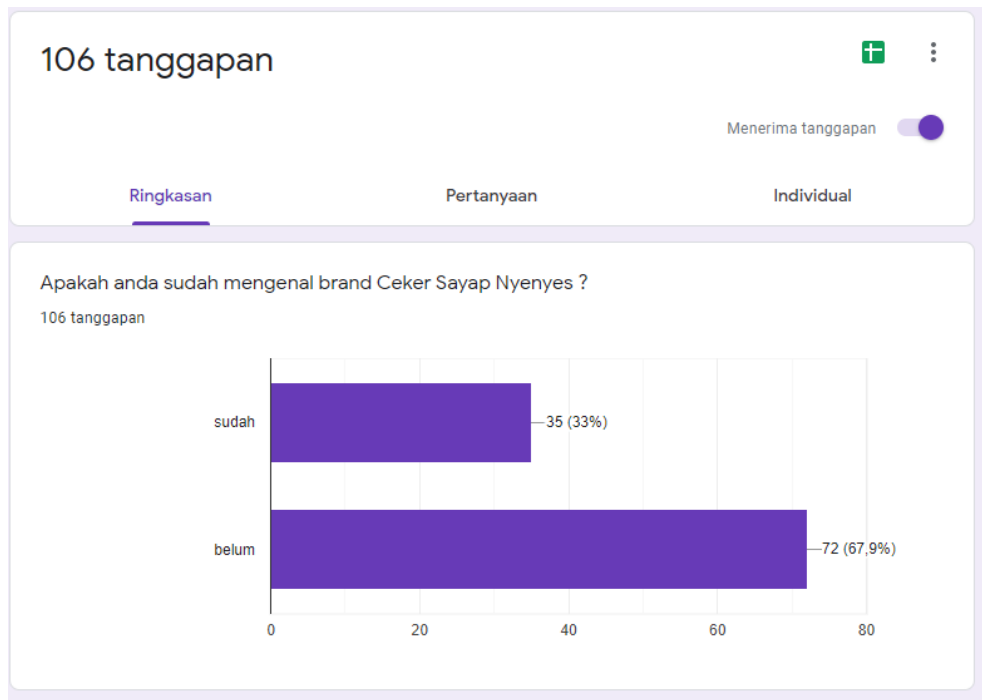 106 tanggapan
Menerima tanggapan
Ringkasan Pertanyaan Individual
Apakah anda sudah mengenal brand Ceker Sayap Nyenyes ?
106 tanggapan
sudah 35 (33%)
belum 72 (67,9%)
0 20 40 60 80